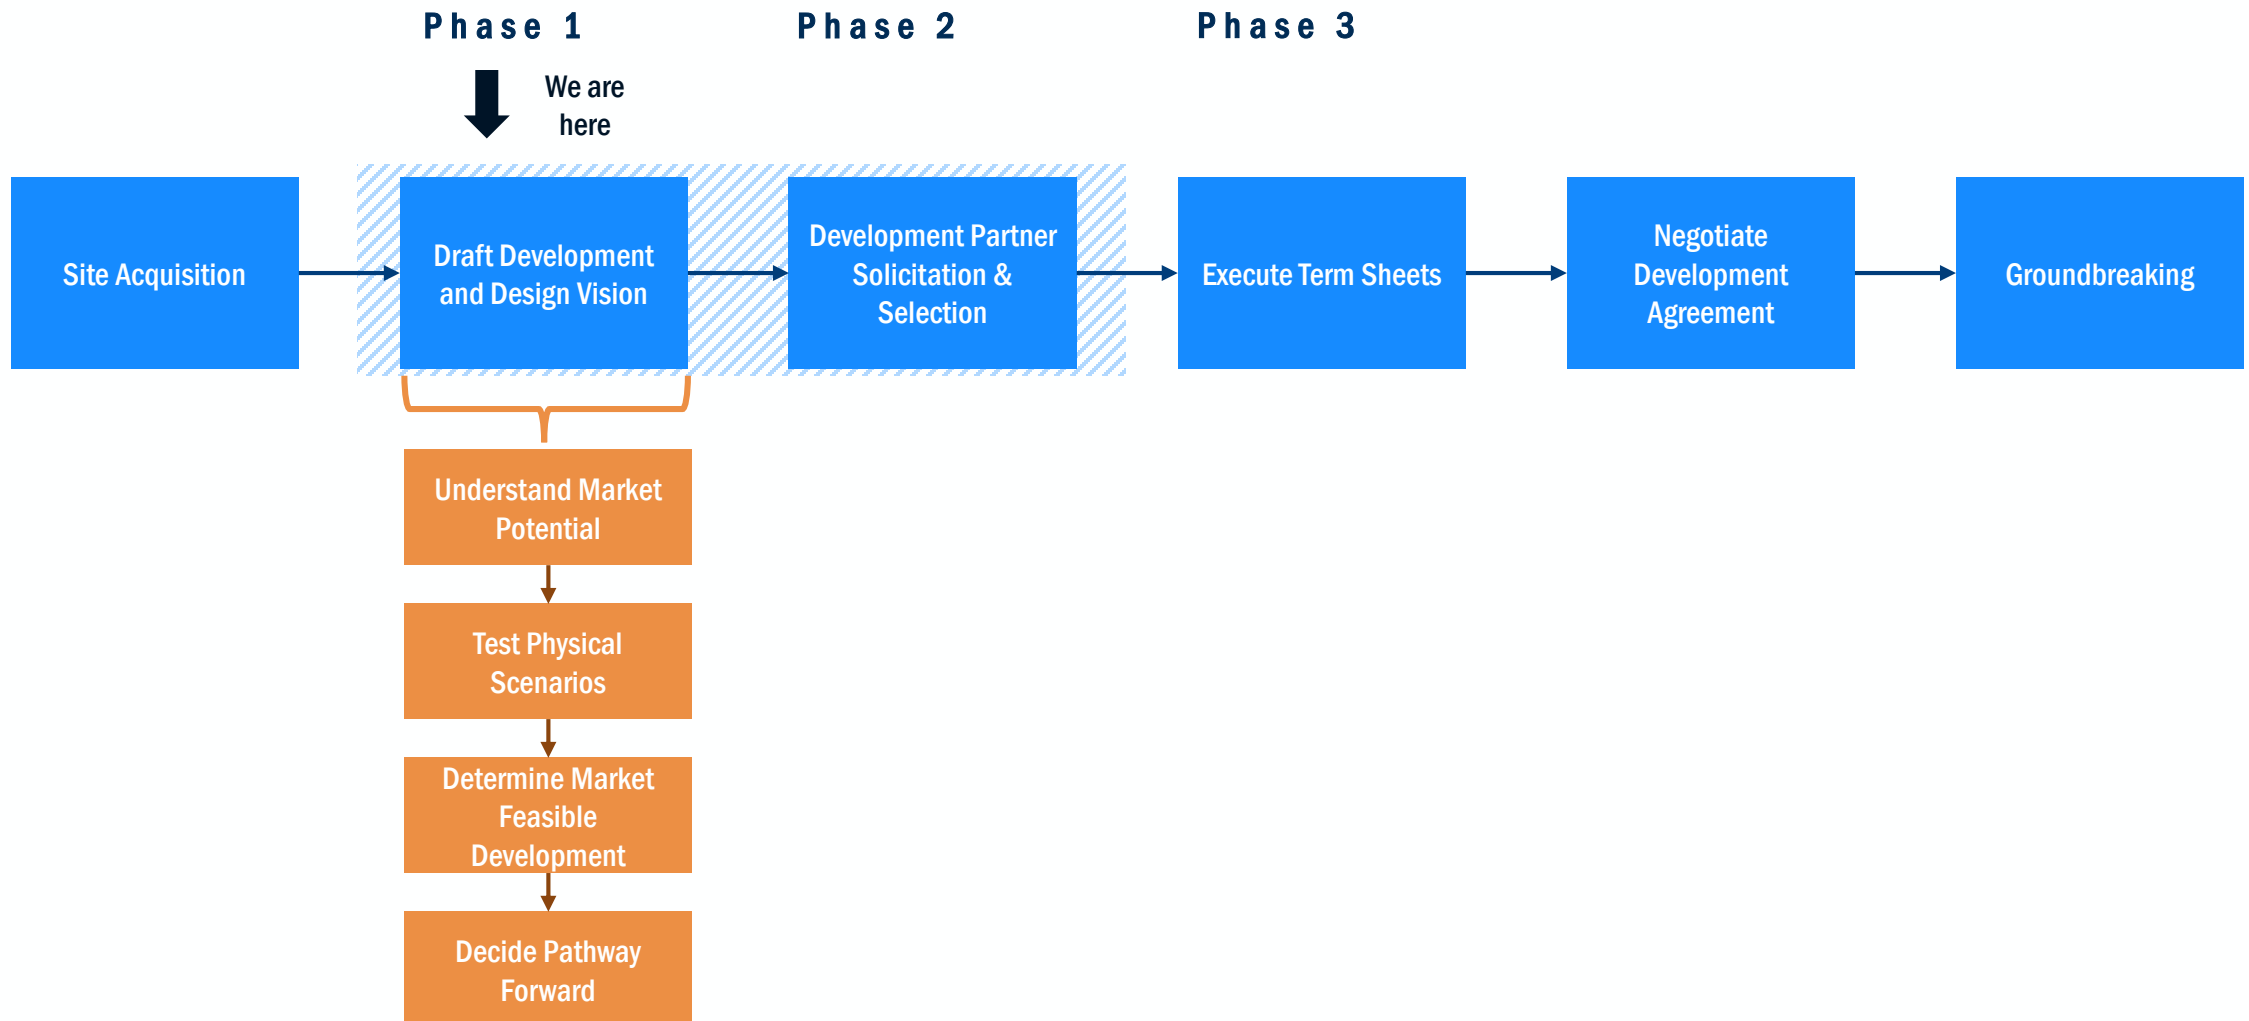 Phase 1
Phase 2
Phase 3
We are
here
Site Acquisition
Draft Development
and Design Vision
Development Partner
Solicitation &
Selection
Execute Term Sheets
Negotiate
Development
Agreement
Groundbreaking
Understand Market
Potential
Test Physical
Scenarios
Determine Market
Feasible
Development
Decide Pathway
Forward